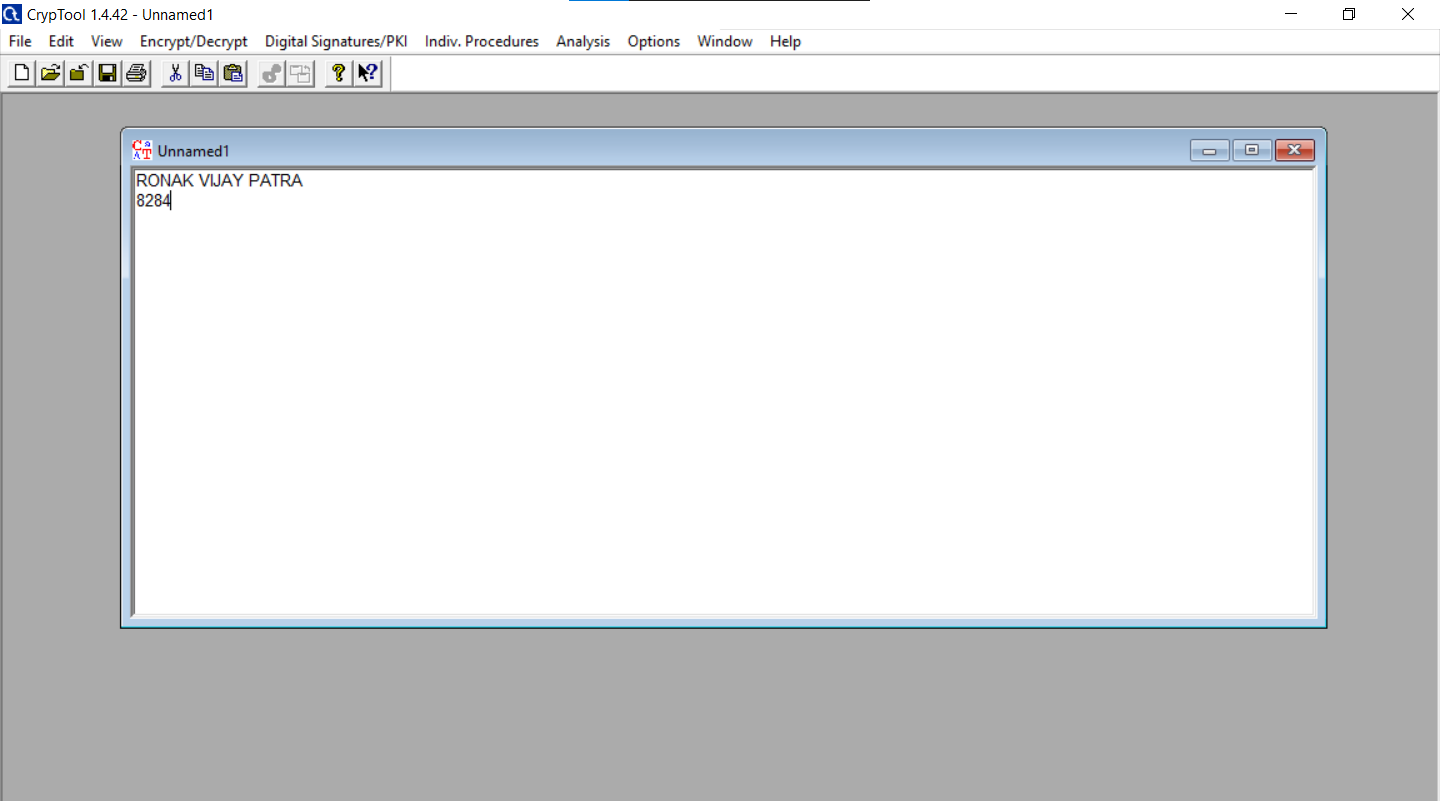 CrypTool 1.4.42 - Unnamed1
File Edit View Encrypt/Decrypt Digital Signatures/PKI Indiv. Procedures Analysis Options Window Help
Unnamed1
RONAK VIJAY PATRA
8284